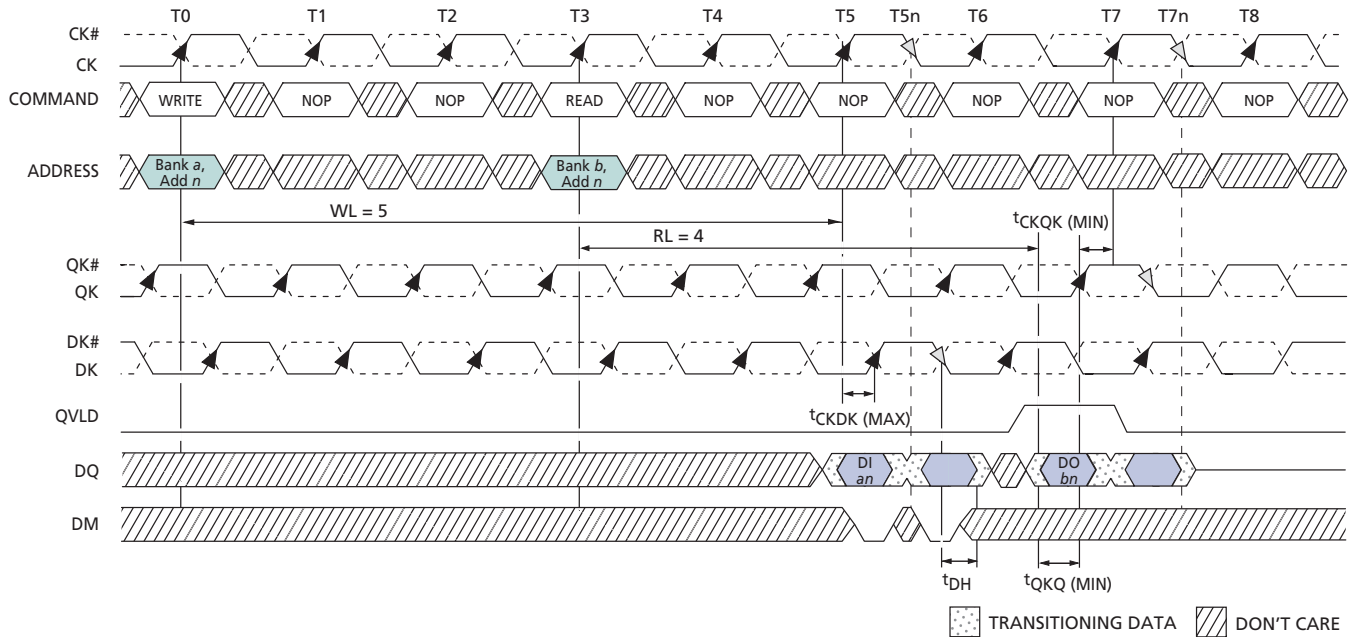 T0 T1 T2 T3 T4 T5 T5n T6 T7 T7n T8
CK#
CK
COMMAND WRITE NOP NOP READ NOP NOP NOP NOP NOP
ADDRESS Bank a, Add n Bank b, Add n
WL = 5
tCKQK (MIN)
RL = 4
QK#
QK
DK#
DK
tCKDK (MAX)
QVLD
DQ DI an DO bn
DM
tDH tQKQ (MIN)
TRANSITIONING DATA DON'T CARE